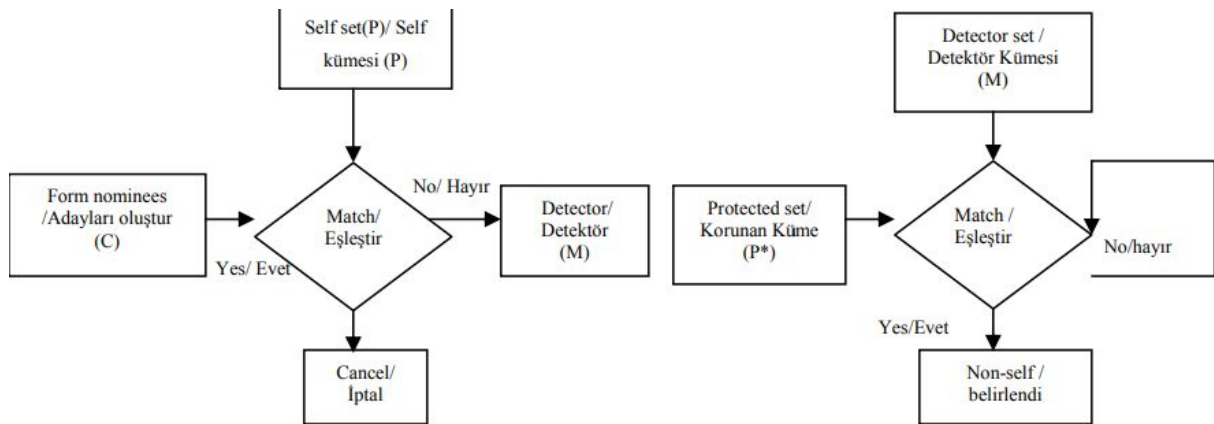 Self set(P)/ Self
kümesi (P)
Form nominees
/Adayları oluştur
(C)
Match/
Eşleştir
No/ Hayır
Detector/
Detektör
(M)
Yes/ Evet
Cancel/
İptal
Detector set /
Detektör Kümesi
(M)
Protected set/
Korunan Küme
(P*)
Match /
Eşleştir
No/hayır
Yes/Evet
Non-self /
belirlendi